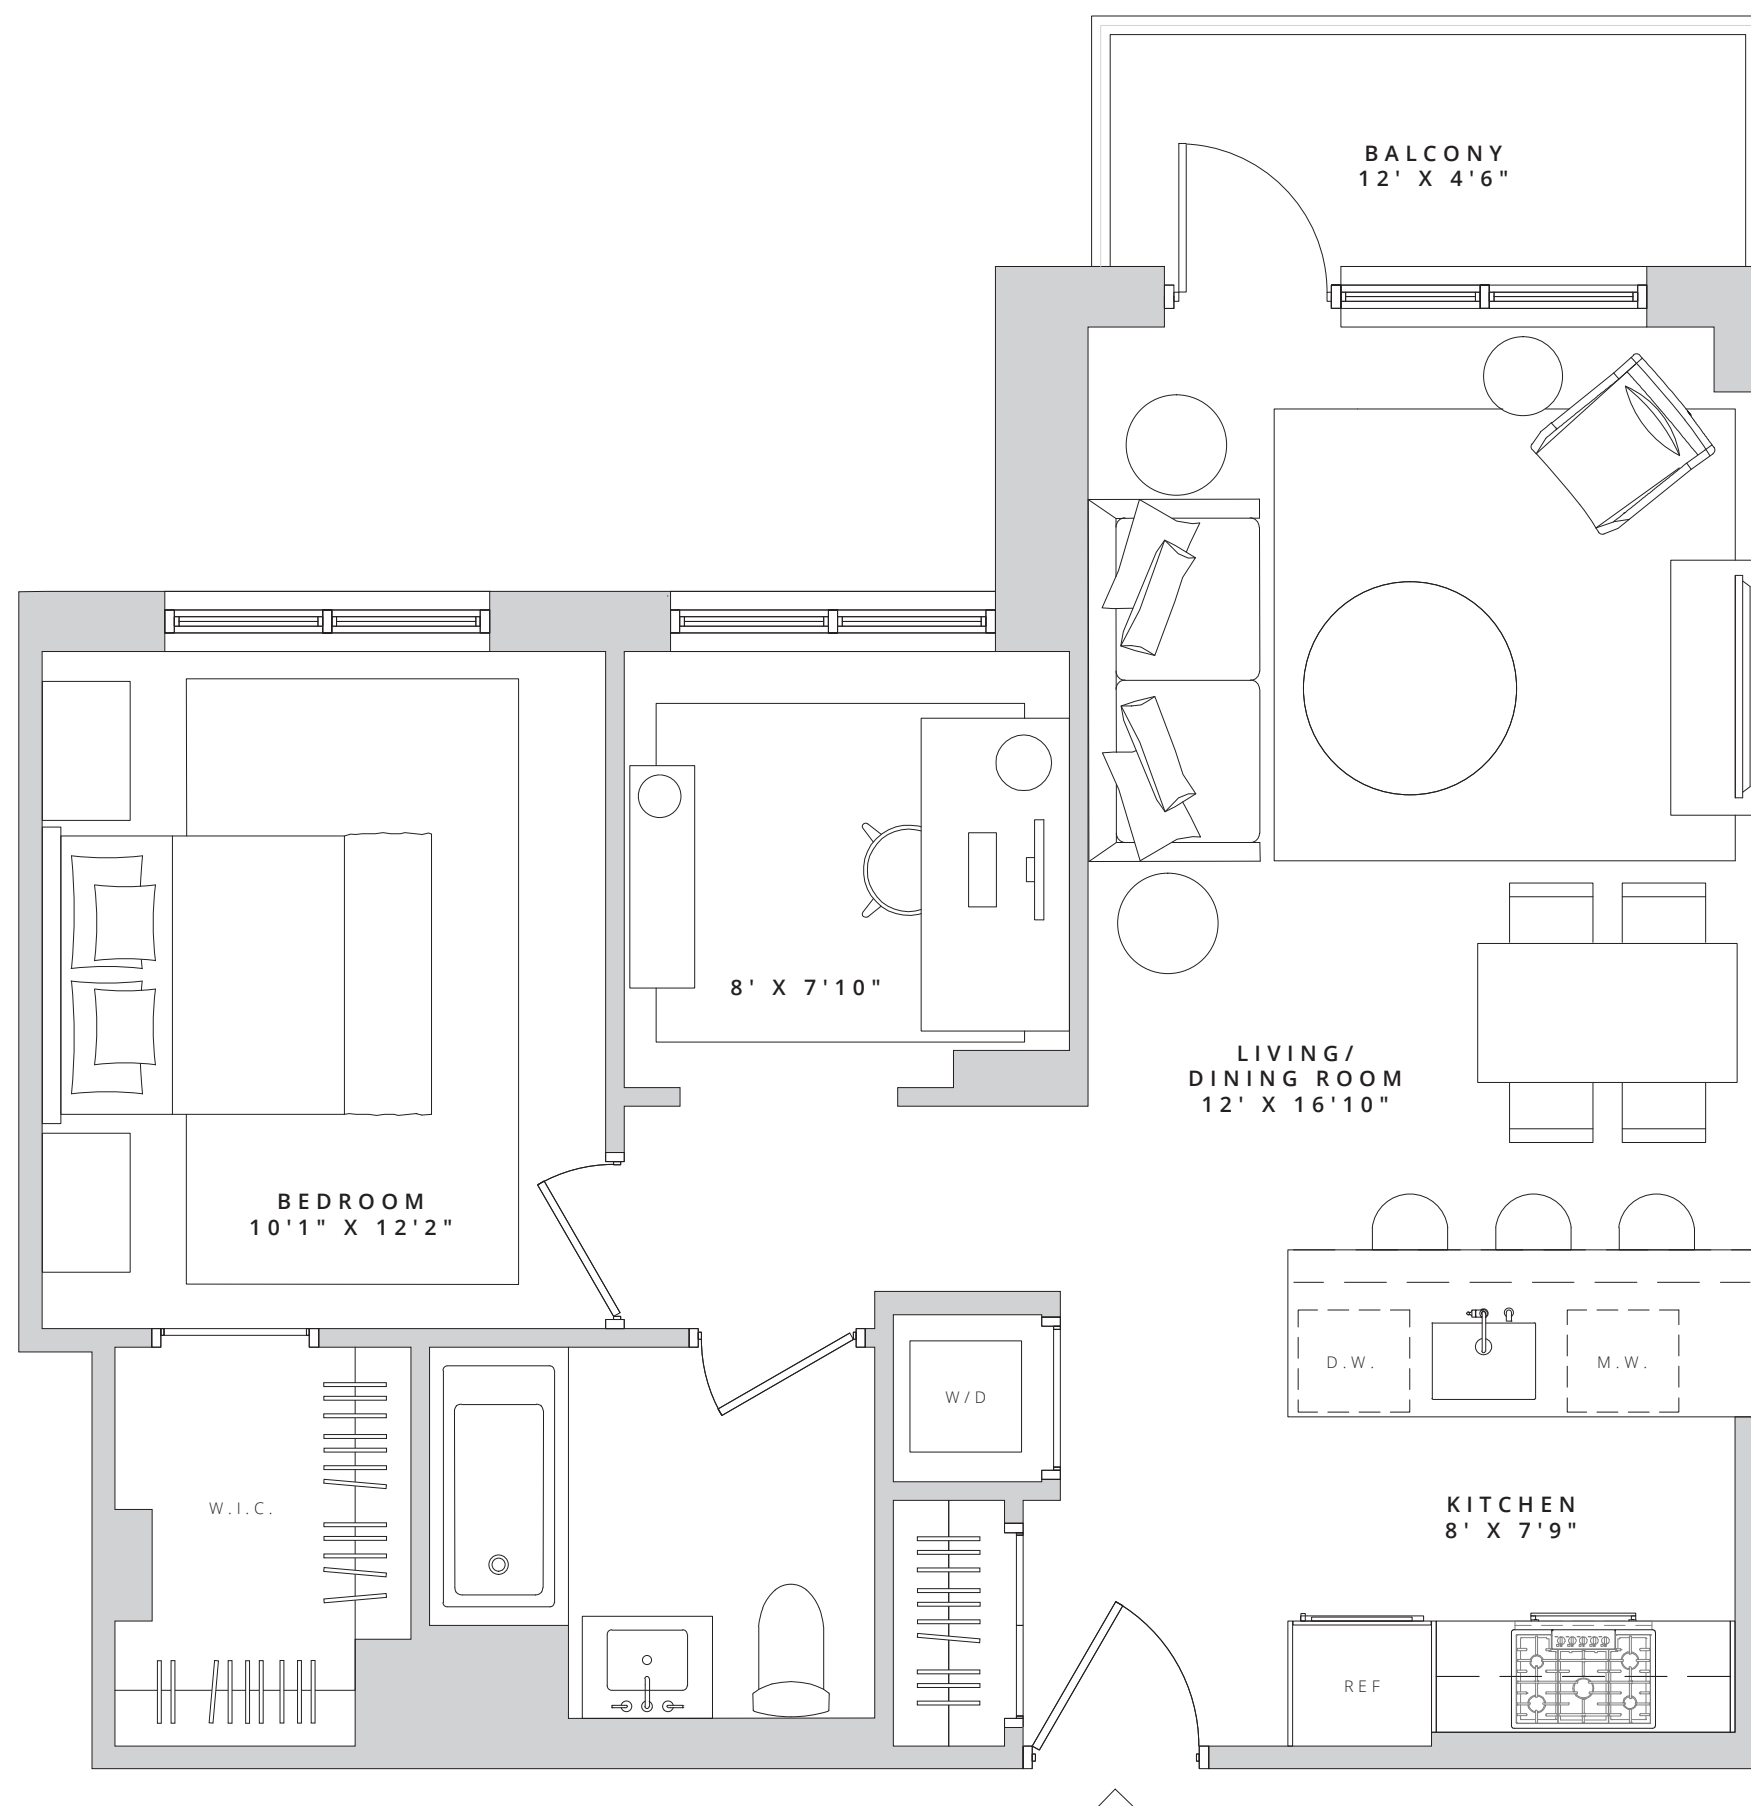 BALCONY
12' X 4'6"
8' X 7'10"
LIVING/
DINING ROOM
12' X 16'10"
BEDROOM
10'1" X 12'2"
D.W.
M.W.
W/D
W.I.C.
KITCHEN
8' X 7'9"
REF